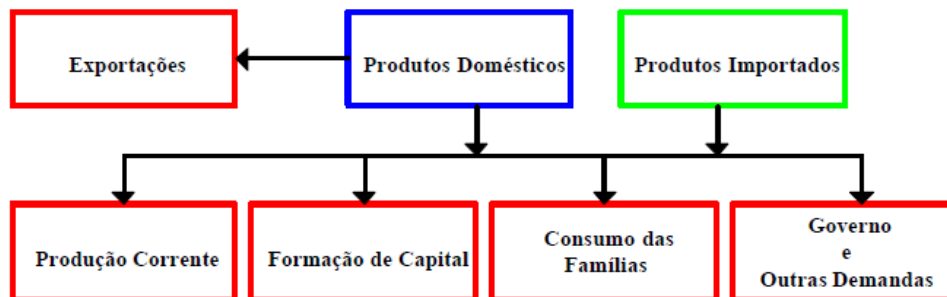 Exportações
Produtos Domésticos
Produtos Importados
Produção Corrente
Formação de Capital
Consumo das
Famílias
Governo
e
Outras Demandas